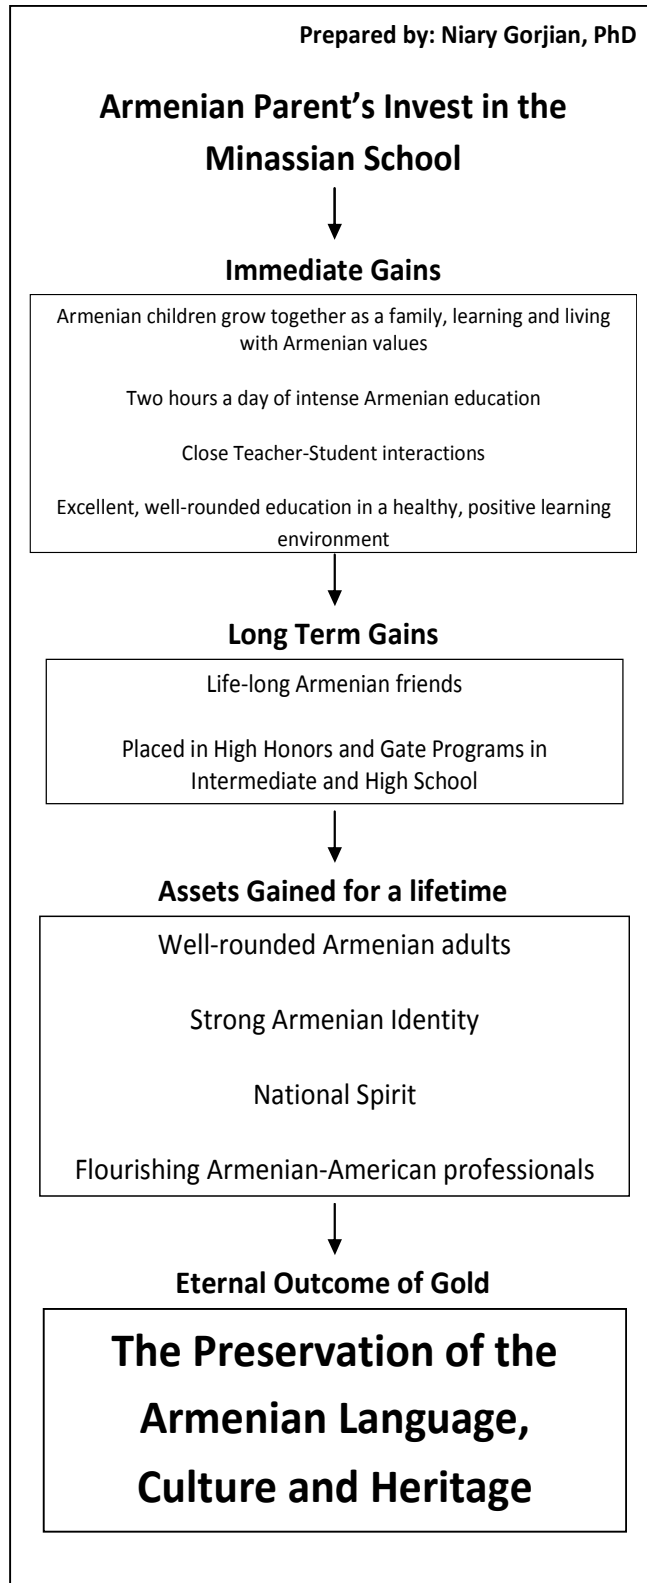 Prepared by: Niary Gorjian, PhD
Armenian Parent's Invest in the
Minassian School
Immediate Gains
Armenian children grow together as a family, learning and living
with Armenian values
Two hours a day of intense Armenian education
Close Teacher-Student interactions
Excellent, well-rounded education in a healthy, positive learning
environment
Long Term Gains
Life-long Armenian friends
Placed in High Honors and Gate Programs in
Intermediate and High School
Assets Gained for a lifetime
Well-rounded Armenian adults
Strong Armenian Identity
National Spirit
Flourishing Armenian-American professionals
Eternal Outcome of Gold
The Preservation of the
Armenian Language,
Culture and Heritage